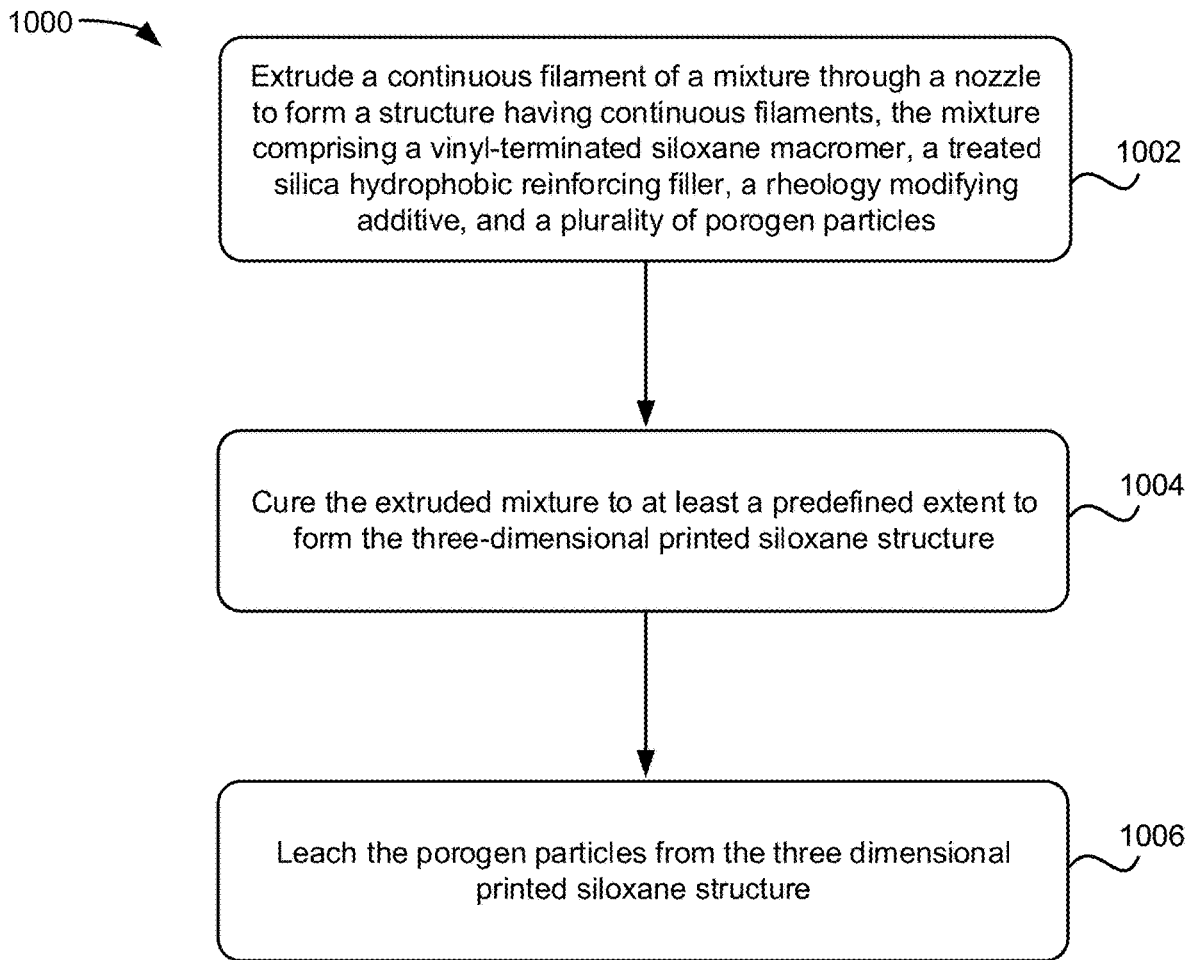 1000
Extrude a continuous filament of a mixture through a nozzle
to form a structure having continuous filaments, the mixture
comprising a vinyl-terminated siloxane macromer, a treated
silica hydrophobic reinforcing filler, a rheology modifying
additive, and a plurality of porogen particles
1002
Cure the extruded mixture to at least a predefined extent to
form the three-dimensional printed siloxane structure
1004
Leach the porogen particles from the three dimensional
printed siloxane structure
1006